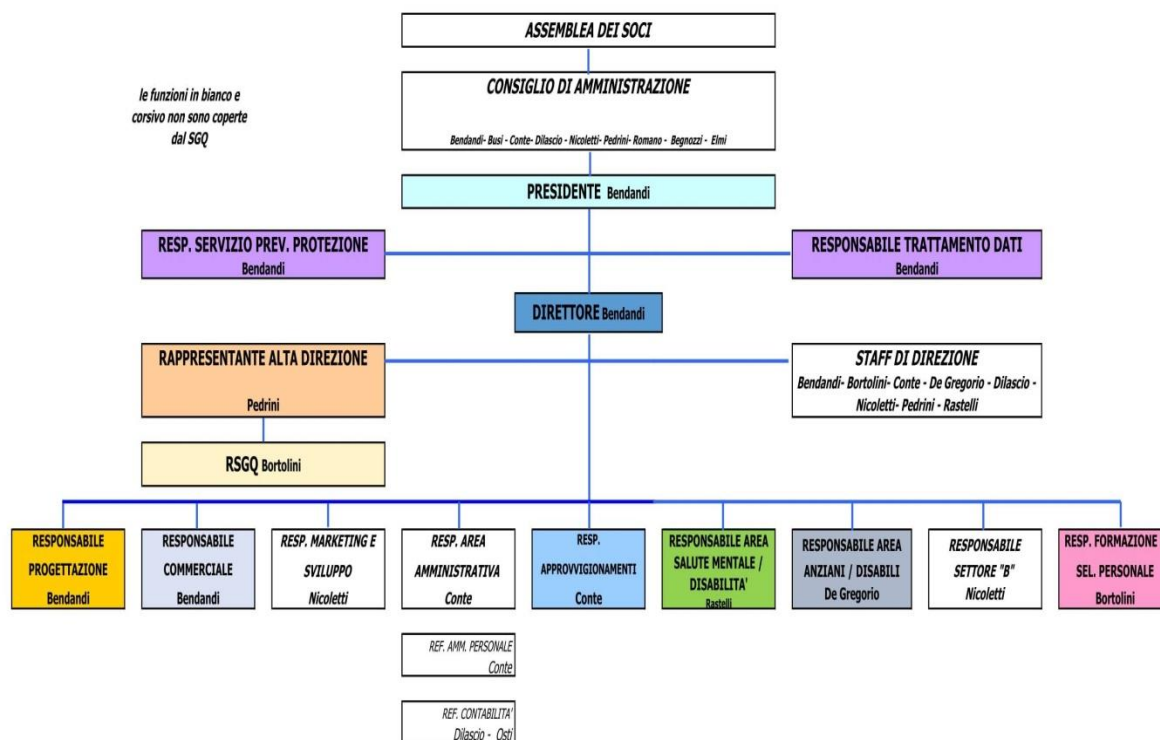 ASSEMBLEA DEI SOCI
le funzioni in bianco e
corsivo non sono coperte
dal SGQ
CONSIGLIO DI AMMINISTRAZIONE
Bendandi- Busi - Conte- Dilascio - Nicoletti- Pedrini- Romano - Begnozzi - Elmi
PRESIDENTE Bendandi
RESP. SERVIZIO PREV. PROTEZIONE
Bendandi
RESPONSABILE TRATTAMENTO DATI
Bendandi
DIRETTORE Bendandi
RAPPRESENTANTE ALTA DIREZIONE
Pedrini
STAFF DI DIREZIONE
Bendandi- Bortolini- Conte - De Gregorio - Dilascio -
Nicoletti- Pedrini - Rastelli
RSGQ Bortolini
RESPONSABILE
PROGETTAZIONE
Bendandi
RESPONSABILE
COMMERCIALE
Bendandi
RESP. MARKETING E
SVILUPPO
Nicoletti
RESP. AREA
AMMINISTRATIVA
Conte
RESP.
APPROVVIGIONAMENTI
Conte
RESPONSABILE AREA
SALUTE MENTALE /
DISABILITA'
Rastelli
RESPONSABILE AREA
ANZIANI / DISABILI
De Gregorio
RESPONSABILE
SETTORE "B"
Nicoletti
RESP. FORMAZIONE
SEL. PERSONALE
Bortolini
REF. AMM. PERSONALE
Conte
REF. CONTABILITA'
Dilascio - Osti